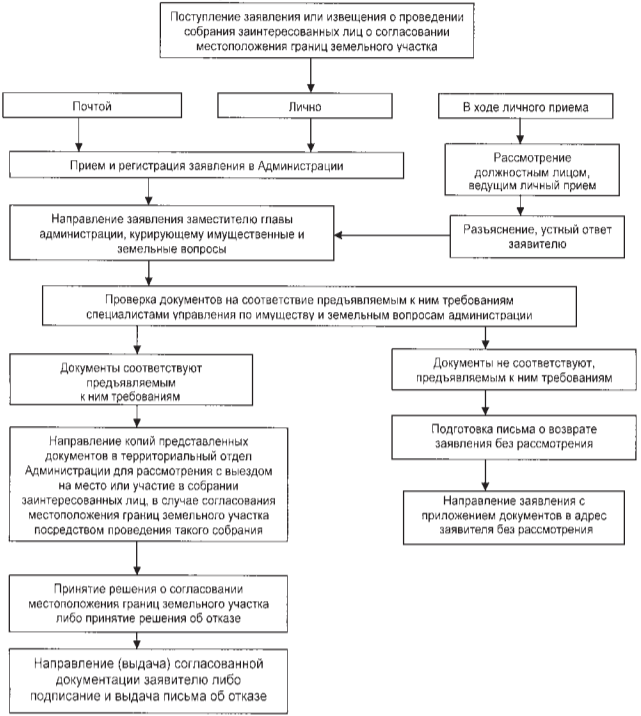 Поступление заявления или извещения о проведении
собрания заинтересованных лиц о согласовании
местоположения границ земельного участка
Почтой
Лично
В ходе личного приема
Прием и регистрация заявления в Администрации
Рассмотрение
должностным лицом,
ведущим личный прием
Направление заявления заместителю главы
администрации, курирующему имущественные и
земельные вопросы
Разъяснение, устный ответ
заявителю
Проверка документов на соответствие предъявляемым к ним требованиям
специалистами управления по имуществу и земельным вопросам администрации
Документы соответствуют
предъявляемым
к ним требованиям
Документы не соответствуют,
предъявляемым к ним требованиям
Направление копий представленных
документов в территориальный отдел
Администрации для рассмотрения с выездом
на место или участие в собрании
заинтересованных лиц, в случае согласования
местоположения границ земельного участка
посредством проведения такого собрания
Подготовка письма о возврате
заявления без рассмотрения
Направление заявления с
приложением документов в адрес
заявителя без рассмотрения
Принятие решения о согласовании
местоположения границ земельного участка
либо принятие решения об отказе
Направление (выдача) согласованной
документации заявителю либо
подписание и выдача письма об отказе